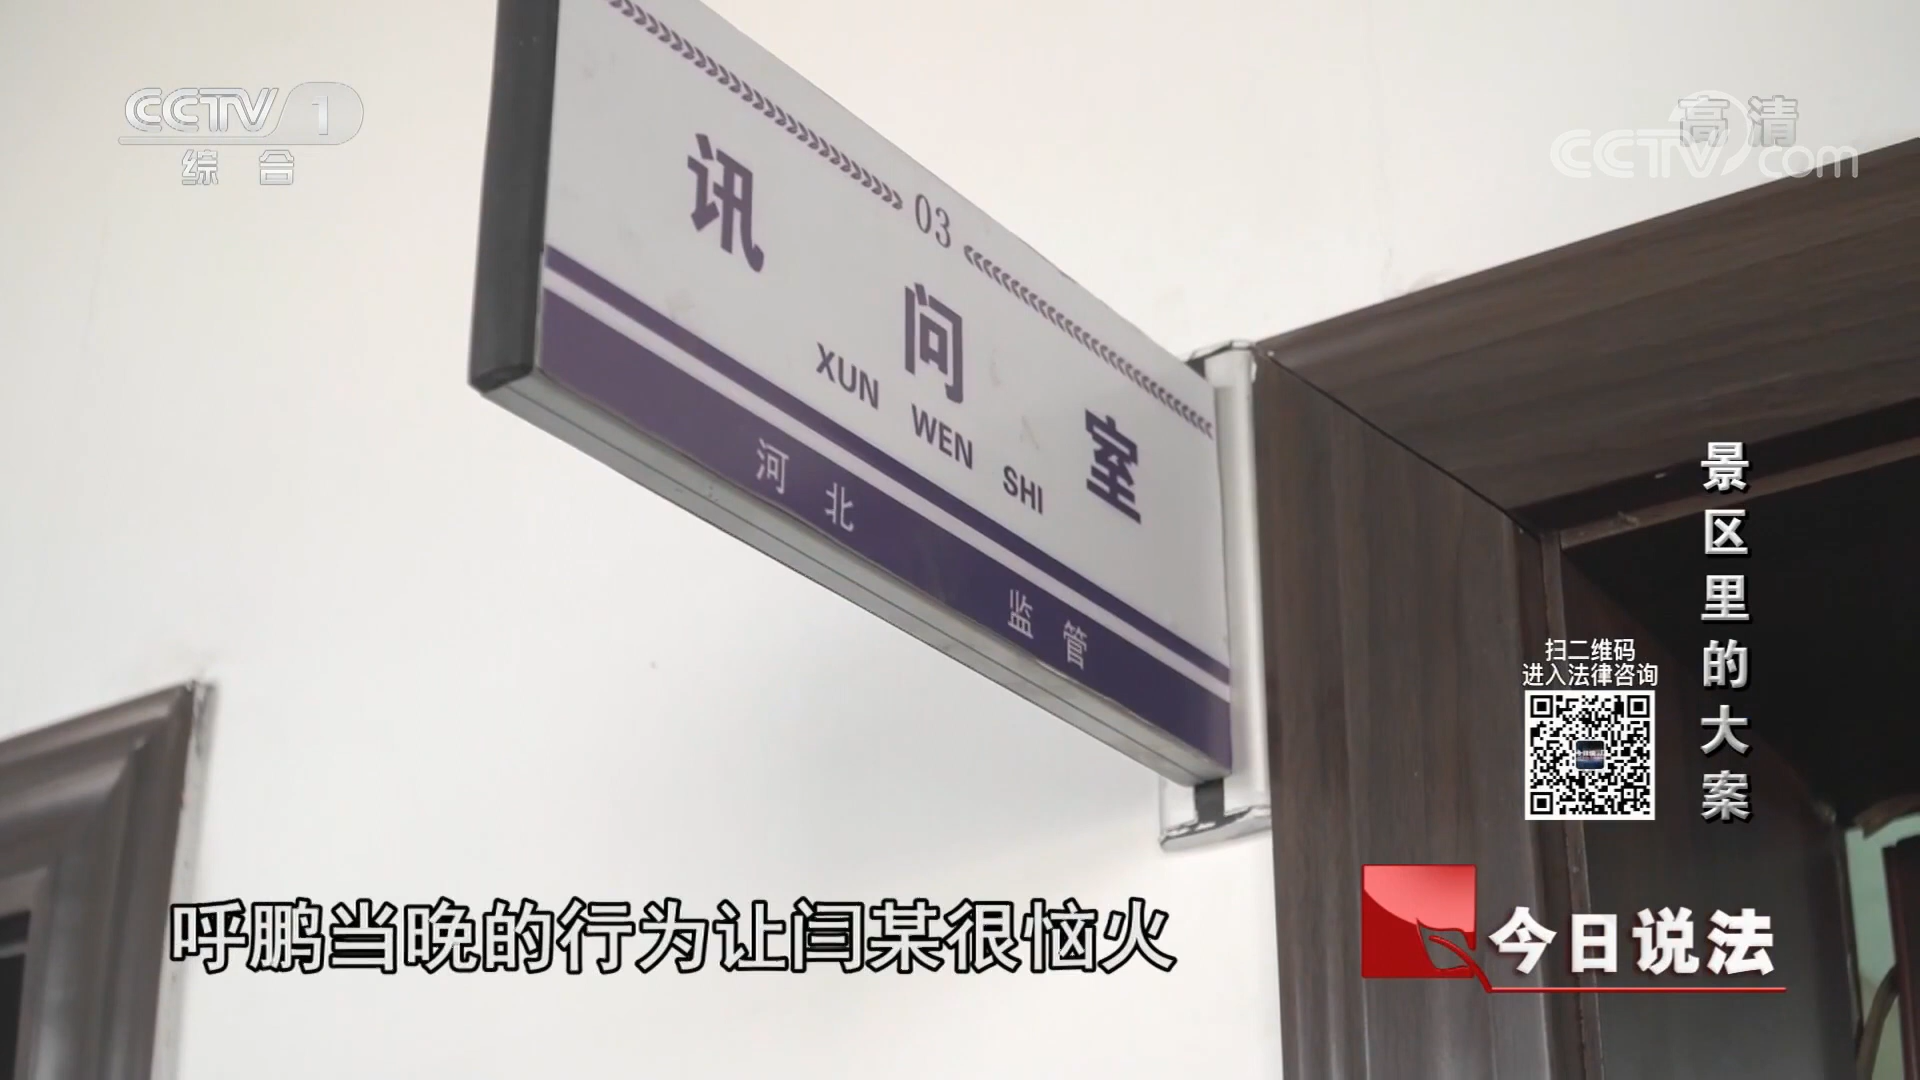 CCTV 1
综合
高清
CCTV.com
03
讯问室
XUN WEN SHI
河北 监管
景区里的大案
扫二维码
进入法律咨询
呼鹏当晚的行为让闫某很恼火
今日说法